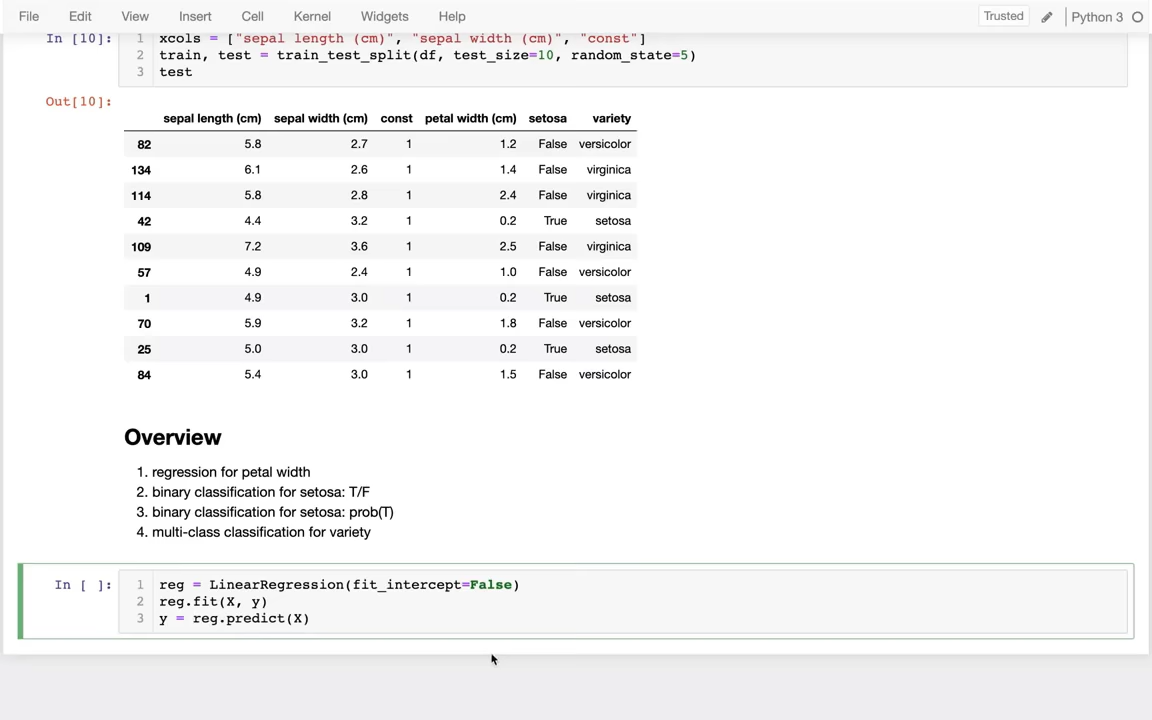 File Edit View Insert Cell Kernel Widgets Help Trusted Python 3
In [10]: 1 xcols = ["sepal length (cm)", "sepal width (cm)", "const"]
2 train, test = train_test_split(df, test_size=10, random_state=5)
3 test
Out[10]:
sepal length (cm) sepal width (cm) const petal width (cm) setosa variety
82 5.8 2.7 1 1.2 False versicolor
134 6.1 2.6 1 1.4 False virginica
114 5.8 2.8 1 2.4 False virginica
42 4.4 3.2 1 0.2 True setosa
109 7.2 3.6 1 2.5 False virginica
57 4.9 2.4 1 1.0 False versicolor
1 4.9 3.0 1 0.2 True setosa
70 5.9 3.2 1 1.8 False versicolor
25 5.0 3.0 1 0.2 True setosa
84 5.4 3.0 1 1.5 False versicolor
Overview
1. regression for petal width
2. binary classification for setosa: T/F
3. binary classification for setosa: prob(T)
4. multi-class classification for variety
In [ ]: 1 reg = LinearRegression(fit_intercept=False)
2 reg.fit(X, y)
3 y = reg.predict(X)